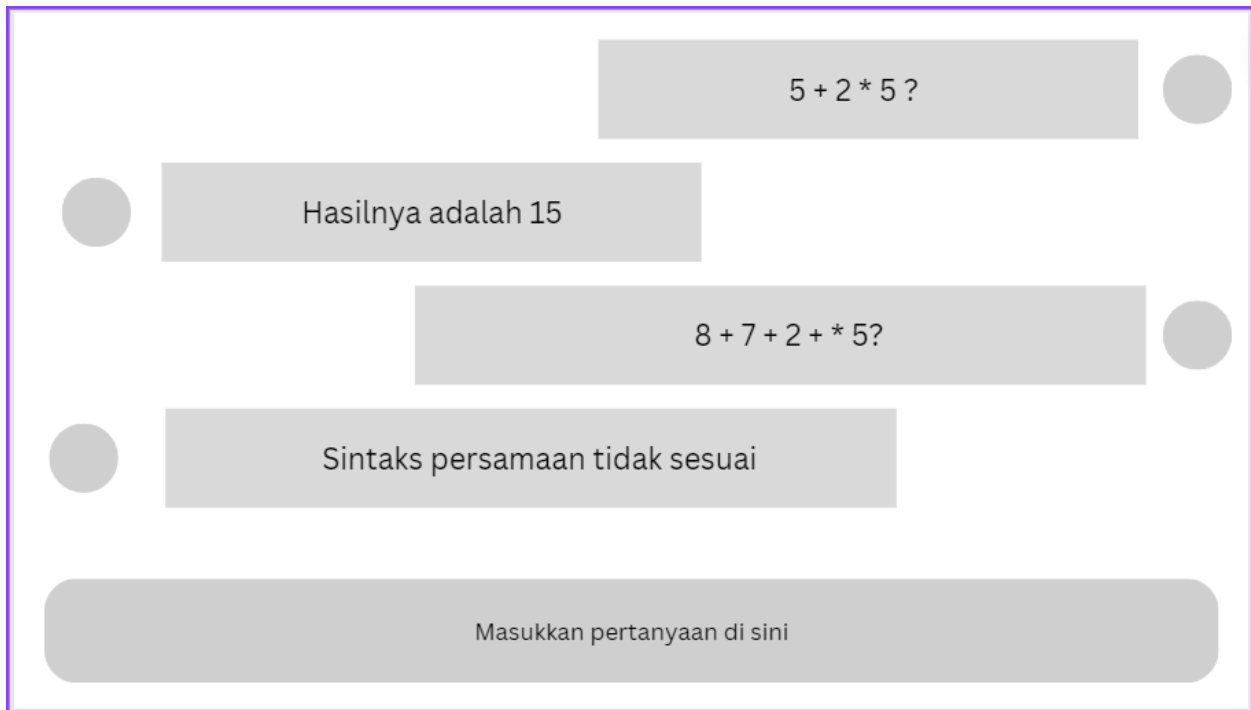 5 + 2 * 5 ?
Hasilnya adalah 15
8 + 7 + 2 + * 5?
Sintaks persamaan tidak sesuai
Masukkan pertanyaan di sini